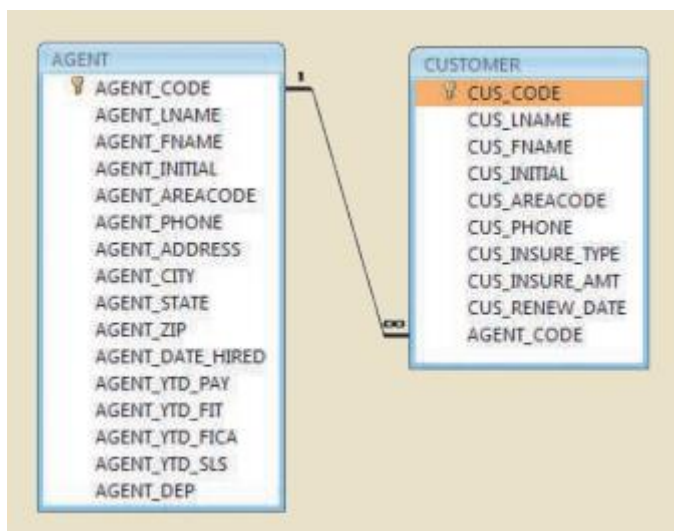 AGENT
AGENT_CODE
AGENT_LNAME
AGENT_FNAME
AGENT_INITIAL
AGENT_AREACODE
AGENT_PHONE
AGENT_ADDRESS
AGENT_CITY
AGENT_STATE
AGENT_ZIP
AGENT_DATE_HIRED
AGENT_YTD_PAY
AGENT_YTD_FIT
AGENT_YTD_FICA
AGENT_YTD_SLS
AGENT_DEP
1
∞
CUSTOMER
CUS_CODE
CUS_LNAME
CUS_FNAME
CUS_INITIAL
CUS_AREACODE
CUS_PHONE
CUS_INSURE_TYPE
CUS_INSURE_AMT
CUS_RENEW_DATE
AGENT_CODE